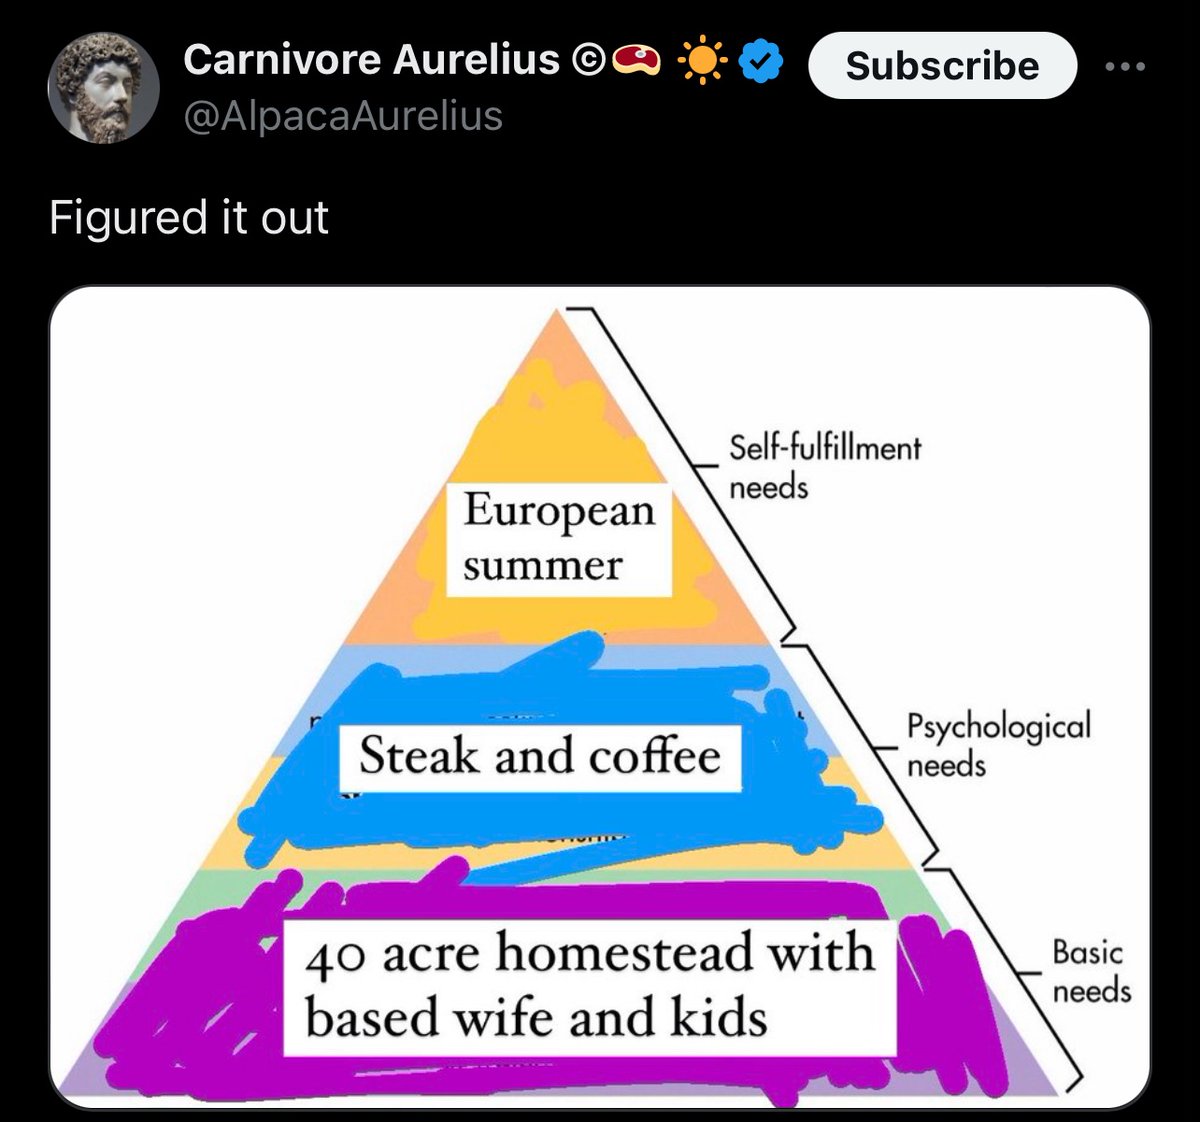 Carnivore Aurelius ©🥩 ☀️
Subscribe
@AlpacaAurelius
Figured it out
Self-fulfillment
needs
European
summer
Psychological
needs
Steak and coffee
Basic
needs
40 acre homestead with
based wife and kids